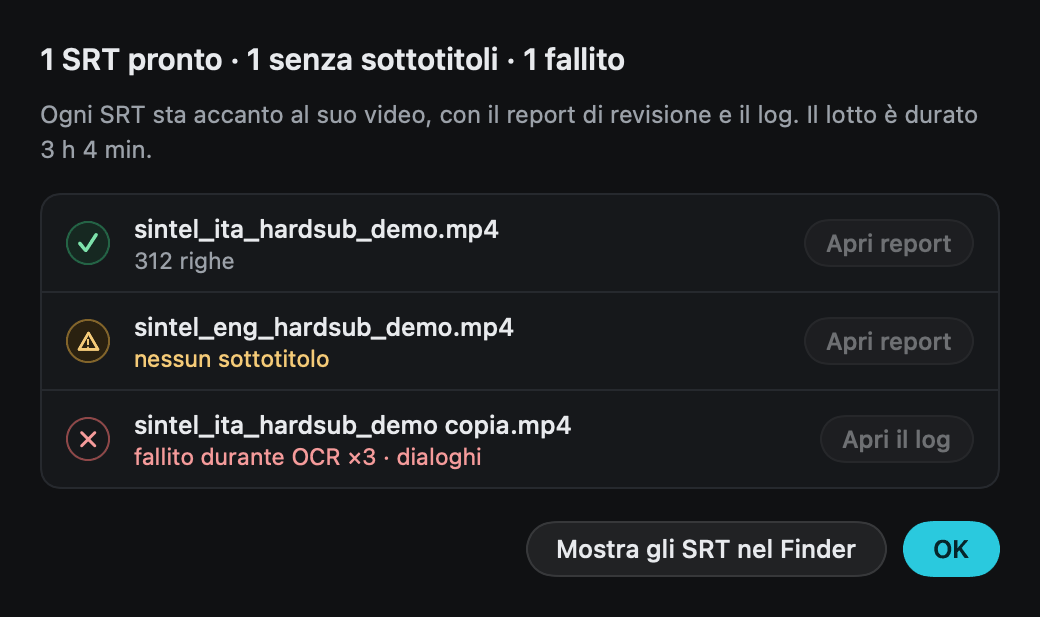 1 SRT pronto · 1 senza sottotitoli · 1 fallito
Ogni SRT sta accanto al suo video, con il report di revisione e il log. Il lotto è durato
3 h 4 min.
sintel_ita_hardsub_demo.mp4
312 righe
Apri report
sintel_eng_hardsub_demo.mp4
nessun sottotitolo
Apri report
sintel_ita_hardsub_demo copia.mp4
fallito durante OCR ×3 · dialoghi
Apri il log
Mostra gli SRT nel Finder
OK